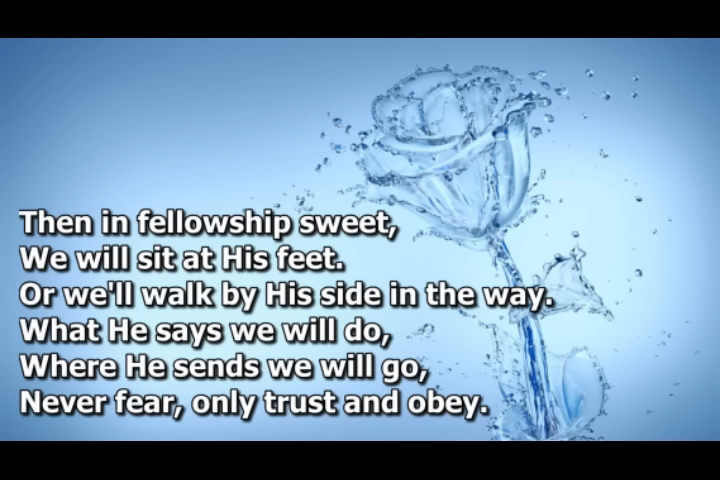 Then in fellowship sweet,
We will sit at His feet.
Or we'll walk by His side in the way.
What He says we will do,
Where He sends we will go,
Never fear, only trust and obey.